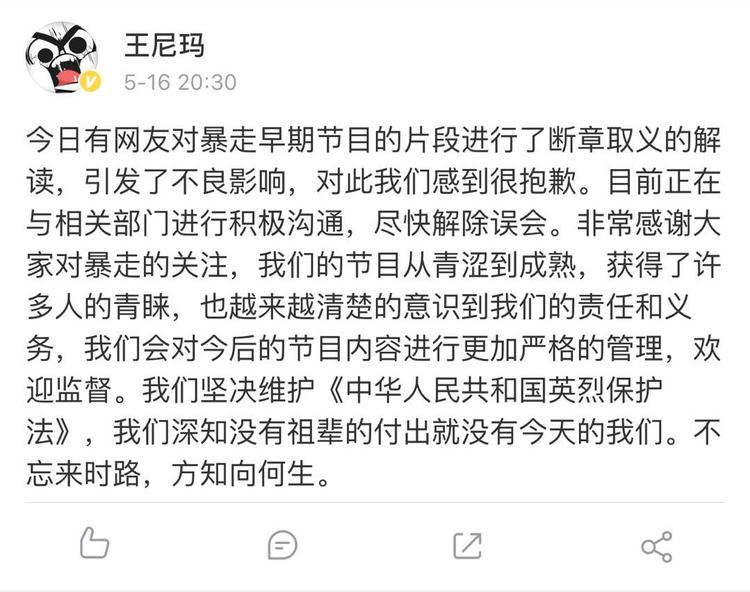 王尼玛
5-16 20:30
今日有网友对暴走早期节目的片段进行了断章取义的解
读，引发了不良影响，对此我们感到很抱歉。目前正在
与相关部门进行积极沟通，尽快解除误会。非常感谢大
家对暴走的关注，我们的节目从青涩到成熟，获得了许
多人的青睐，也越来越清楚的意识到我们的责任和义
务，我们会对今后的节目内容进行更加严格的管理，欢
迎监督。我们坚决维护《中华人民共和国英烈保护
法》，我们深知没有祖辈的付出就没有今天的我们。不
忘来时路，方知向何生。